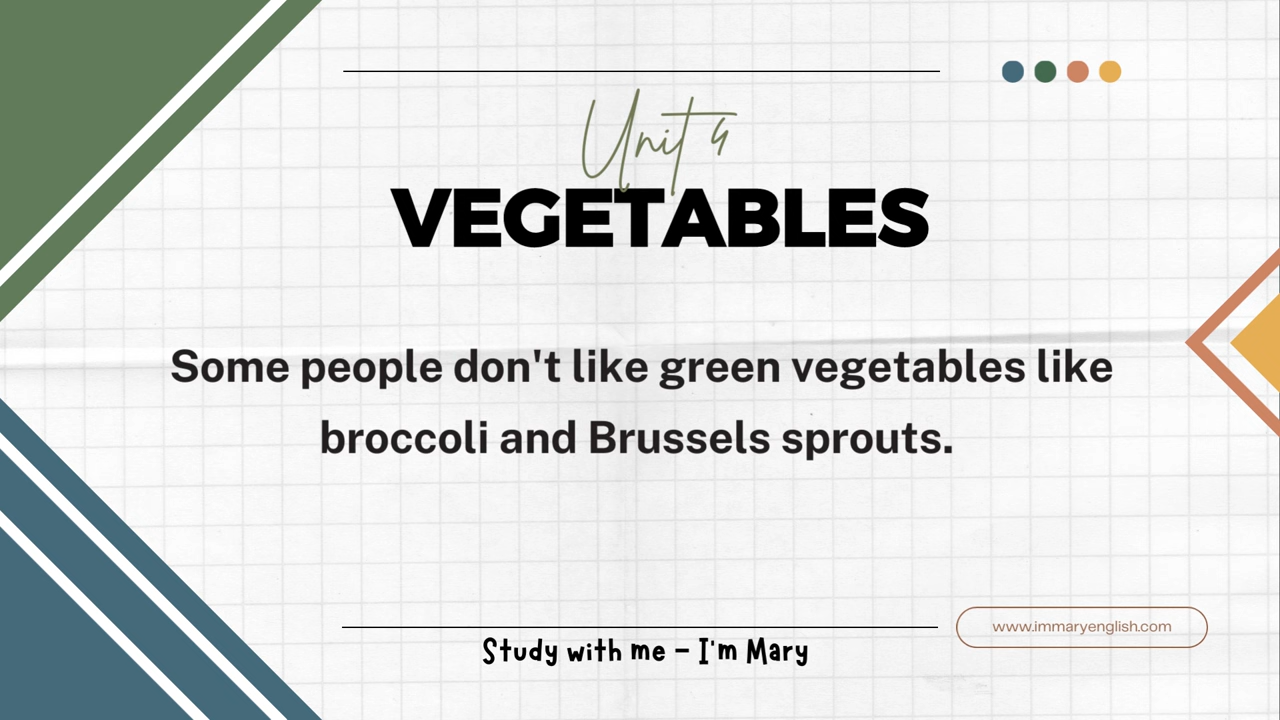 Unit 4
VEGETABLES
Some people don't like green vegetables like
broccoli and Brussels sprouts.
www.immaryenglish.com
Study with me – I'm Mary